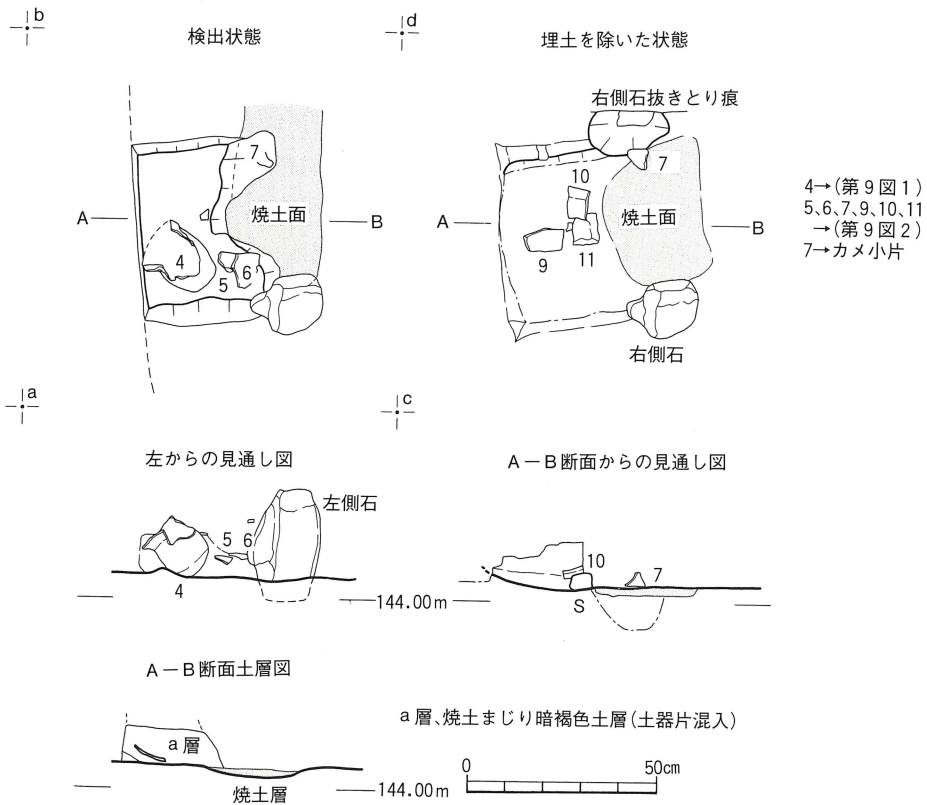 b
検出状態
7
A
焼土面
B
4
5
6
a
d
埋土を除いた状態
右側石抜きとり痕
7
10
A
焼土面
B
9
11
右側石
c
4→(第9図1)
5、6、7、9、10、11
→(第9図2)
7→カメ小片
左からの見通し図
左側石
5
6
4
144.00m
A－B断面からの見通し図
10
7
S
A－B断面土層図
a層
焼土層
144.00m
a層、焼土まじり暗褐色土層(土器片混入)
0
50cm